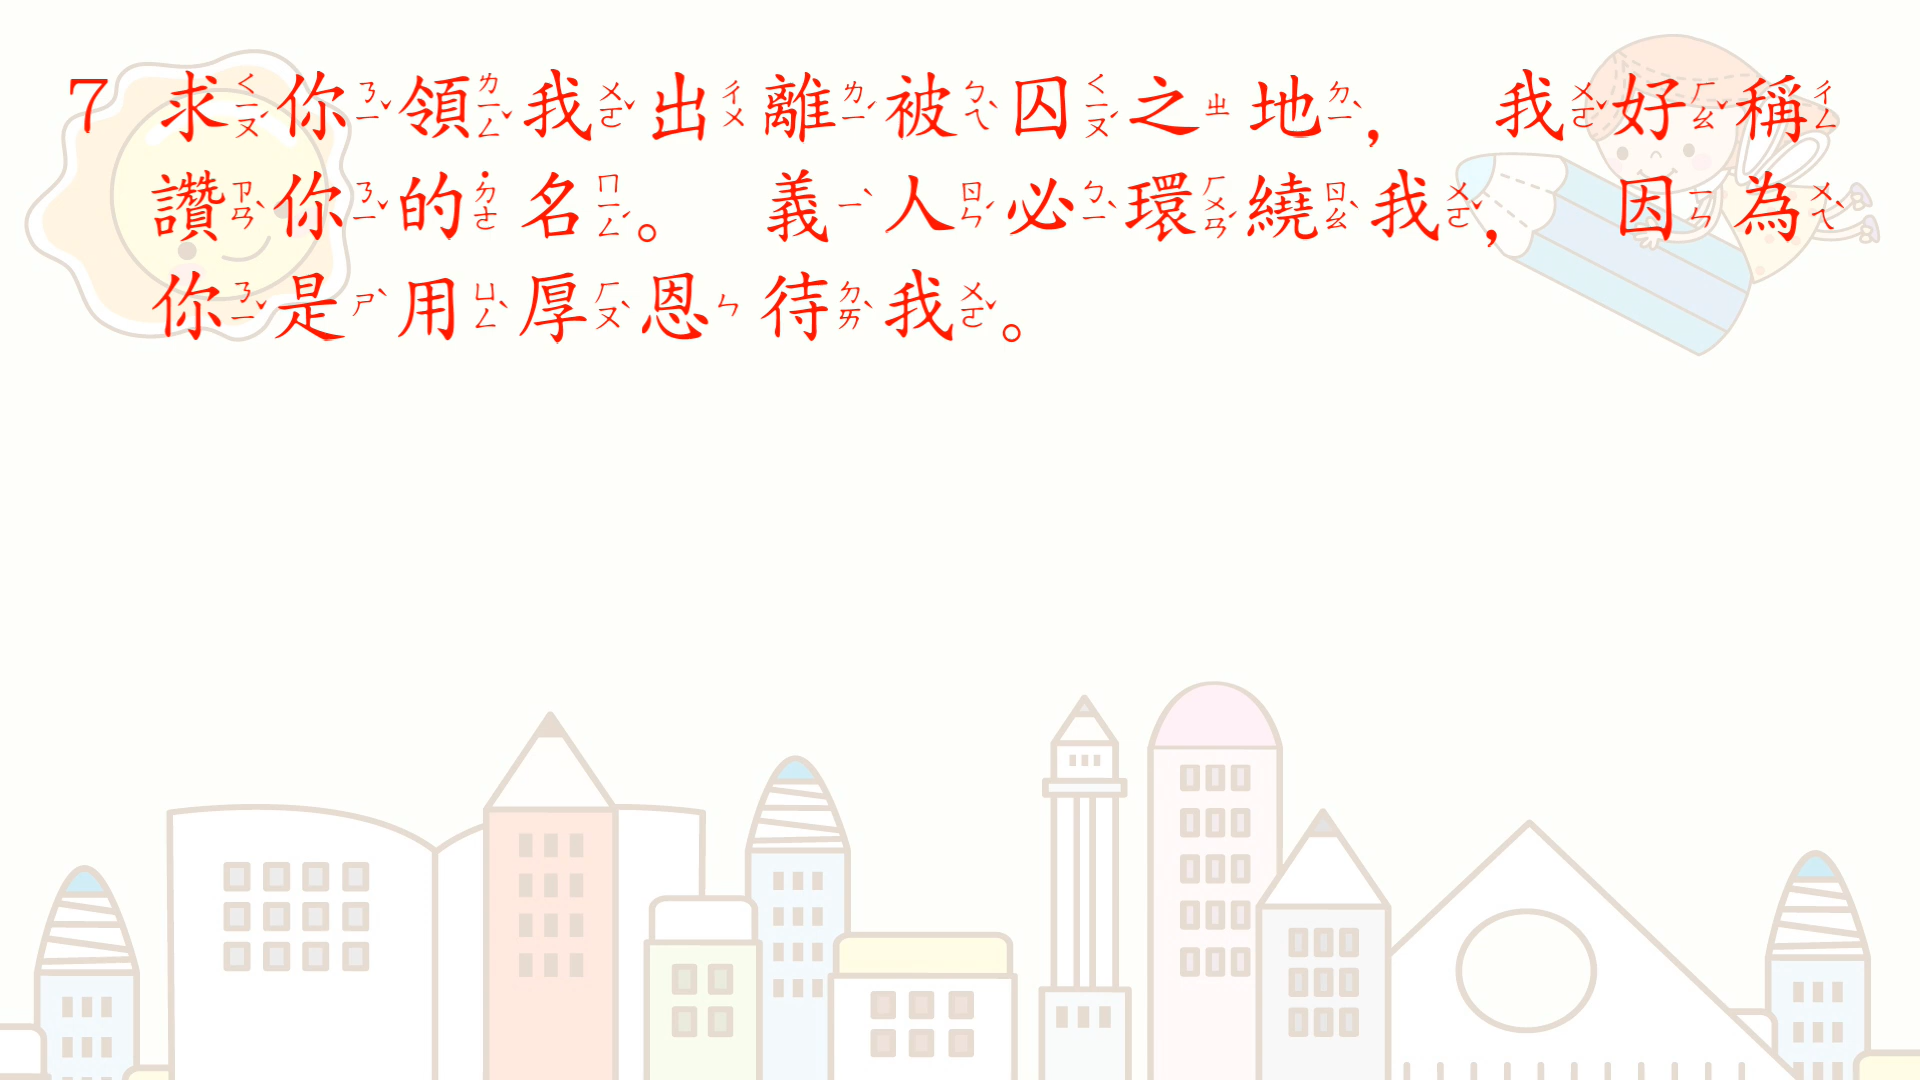 7 求你領我出離被囚之地， 我好稱
讚你的名。 義人必環繞我， 因為
你是用厚恩待我。